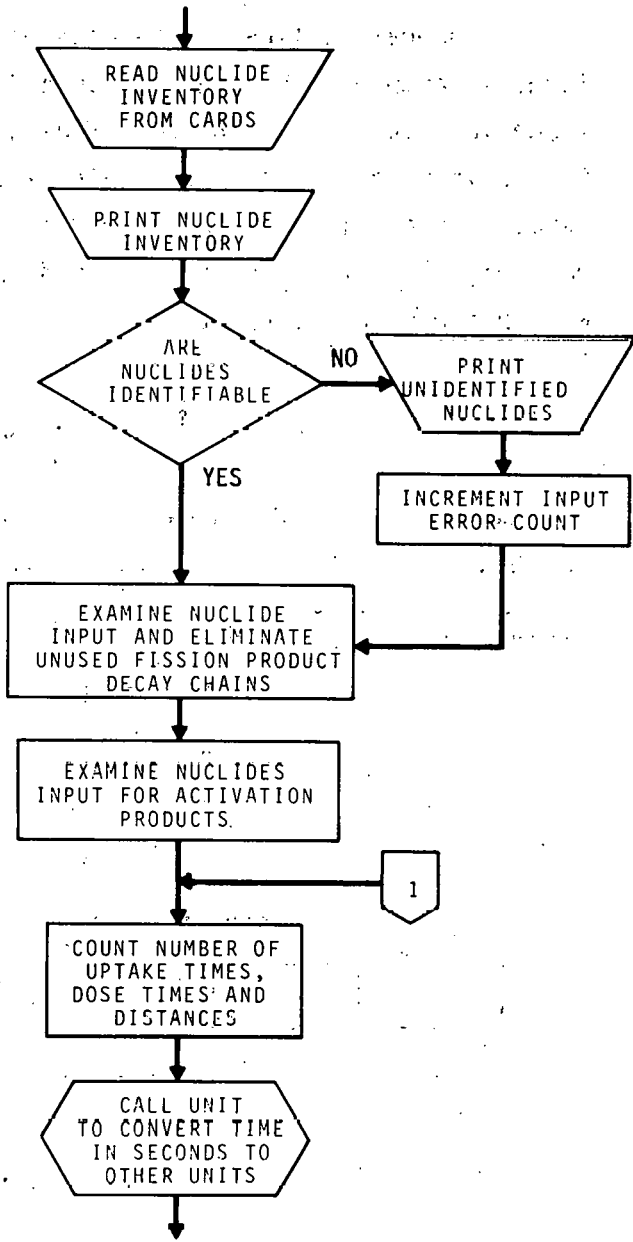 READ NUCLIDE
INVENTORY
FROM CARDS
PRINT NUCLIDE
INVENTORY
ARE
NUCLIDES
IDENTIFIABLE
?
NO
PRINT
UNIDENTIFIED
NUCLIDES
YES
INCREMENT INPUT
ERROR COUNT
EXAMINE NUCLIDE
INPUT AND ELIMINATE
UNUSED FISSION PRODUCT
DECAY CHAINS
EXAMINE NUCLIDES
INPUT FOR ACTIVATION
PRODUCTS.
1
COUNT NUMBER OF
UPTAKE TIMES,
DOSE TIMES AND
DISTANCES
CALL UNIT
TO CONVERT TIME
IN SECONDS TO
OTHER UNITS